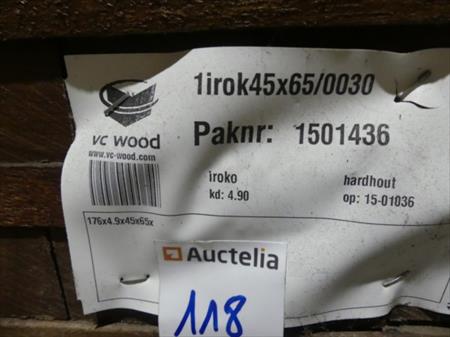 1irok45x65/0030
vc wood
www.vc-wood.com
Paknr: 1501436
iroko
hardhout
kd: 4.90
op: 15-01036
176x4.9x45x65x
Auctelia
118